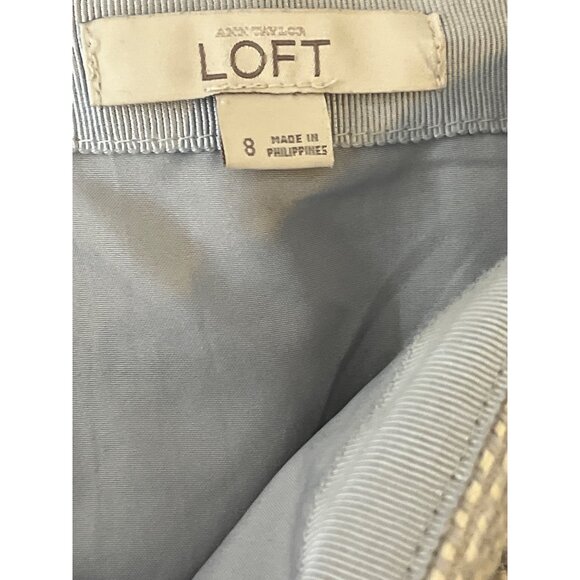 ANN TAYLOR
LOFT
8
MADE IN
PHILIPPINES